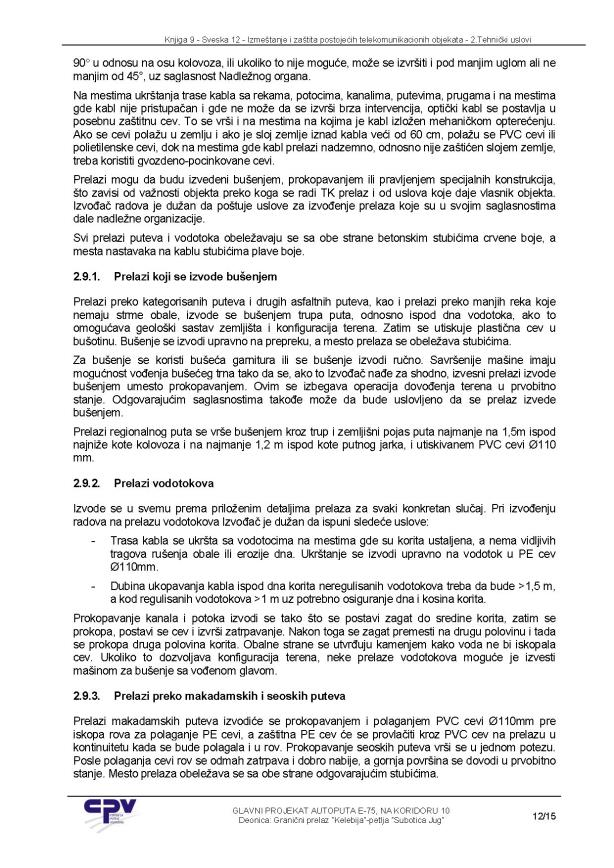 Knjiga 9 - Sveska 12 - Izmeštanje i zaštita postojećih telekomunikacionih objekata - 2.Tehnički uslovi
90° u odnosu na osu kolovoza, ili ukoliko to nije moguće, može se izvršiti i pod manjim uglom ali ne
manjim od 45°, uz saglasnost Nadležnog organa.
Na mestima ukrštanja trase kabla sa rekama, potocima, kanalima, putevima, prugama i na mestima
gde kabl nije pristupačan i gde ne može da se izvrši brza intervencija, optički kabl se postavlja u
posebnu zaštitnu cev. To se vrši i na mestima na kojima je kabl izložen mehaničkom opterećenju.
Ako se cevi polažu u zemlju i ako je sloj zemlje iznad kabla veći od 60 cm, polažu se PVC cevi ili
polietilenske cevi, dok na mestima gde kabl prelazi nadzemno, odnosno nije zaštićen slojem zemlje,
treba koristiti gvozdeno-pocinkovane cevi.
Prelazi mogu da budu izvedeni bušenjem, prokopavanjem ili pravljenjem specijalnih konstrukcija,
što zavisi od važnosti objekta preko koga se radi TK prelaz i od uslova koje daje vlasnik objekta.
Izvođač radova je dužan da poštuje uslove za izvođenje prelaza koje su u svojim saglasnostima
dale nadležne organizacije.
Svi prelazi puteva i vodotoka obeležavaju se sa obe strane betonskim stubićima crvene boje, a
mesta nastavaka na kablu stubićima plave boje.
2.9.1. Prelazi koji se izvode bušenjem
Prelazi preko kategorisanih puteva i drugih asfaltnih puteva, kao i prelazi preko manjih reka koje
nemaju strme obale, izvode se bušenjem trupa puta, odnosno ispod dna vodotoka, ako to
omogućava geološki sastav zemljišta i konfiguracija terena. Zatim se utiskuje plastična cev u
bušotinu. Bušenje se izvodi upravno na prepreku, a mesto prelaza se obeležava stubićima.
Za bušenje se koristi bušeća garnitura ili se bušenje izvodi ručno. Savršenije mašine imaju
mogućnost vođenja bušećeg trna tako da se, ako to Izvođač nađe za shodno, izvesni prelazi izvode
bušenjem umesto prokopavanjem. Ovim se izbegava operacija dovođenja terena u prvobitno
stanje. Odgovarajućim saglasnostima takođe može da bude uslovljeno da se prelaz izvede
bušenjem.
Prelazi regionalnog puta se vrše bušenjem kroz trup i zemljišni pojas puta najmanje na 1,5m ispod
najniže kote kolovoza i na najmanje 1,2 m ispod kote putnog jarka, i utiskivanem PVC cevi Ø110
mm.
2.9.2. Prelazi vodotokova
Izvode se u svemu prema priloženim detaljima prelaza za svaki konkretan slučaj. Pri izvođenju
radova na prelazu vodotokova Izvođač je dužan da ispuni sledeće uslove:
- Trasa kabla se ukršta sa vodotocima na mestima gde su korita ustaljena, a nema vidljivih
tragova rušenja obale ili erozije dna. Ukrštanje se izvodi upravno na vodotok u PE cev
Ø110mm.
- Dubina ukopavanja kabla ispod dna korita neregulisanih vodotokova treba da bude >1,5 m,
a kod regulisanih vodotokova >1 m uz potrebno osiguranje dna i kosina korita.
Prokopavanje kanala i potoka izvodi se tako što se postavi zagat do sredine korita, zatim se
prokopa, postavi se cev i izvrši zatrpavanje. Nakon toga se zagat premesti na drugu polovinu i tada
se prokopa druga polovina korita. Obalne strane se utvrđuju kamenjem kako voda ne bi iskopala
cev. Ukoliko to dozvoljava konfiguracija terena, neke prelaze vodotokova moguće je izvesti
mašinom za bušenje sa vođenom glavom.
2.9.3. Prelazi preko makadamskih i seoskih puteva
Prelazi makadamskih puteva izvodiće se prokopavanjem i polaganjem PVC cevi Ø110mm pre
iskopa rova za polaganje PE cevi, a zaštitna PE cev će se provlačiti kroz PVC cev na prelazu u
kontinuitetu kada se bude polagala i u rov. Prokopavanje seoskih puteva vrši se u jednom potezu.
Posle polaganja cevi rov se odmah zatrpava i dobro nabije, a gornja površina se dovodi u prvobitno
stanje. Mesto prelaza obeležava se sa obe strane odgovarajućim stubićima.
CPV
GLAVNI PROJEKAT AUTOPUTA E-75, NA KORIDORU 10
Deonica: Granični prelaz "Kelebija"-petlja "Subotica Jug"
12/15